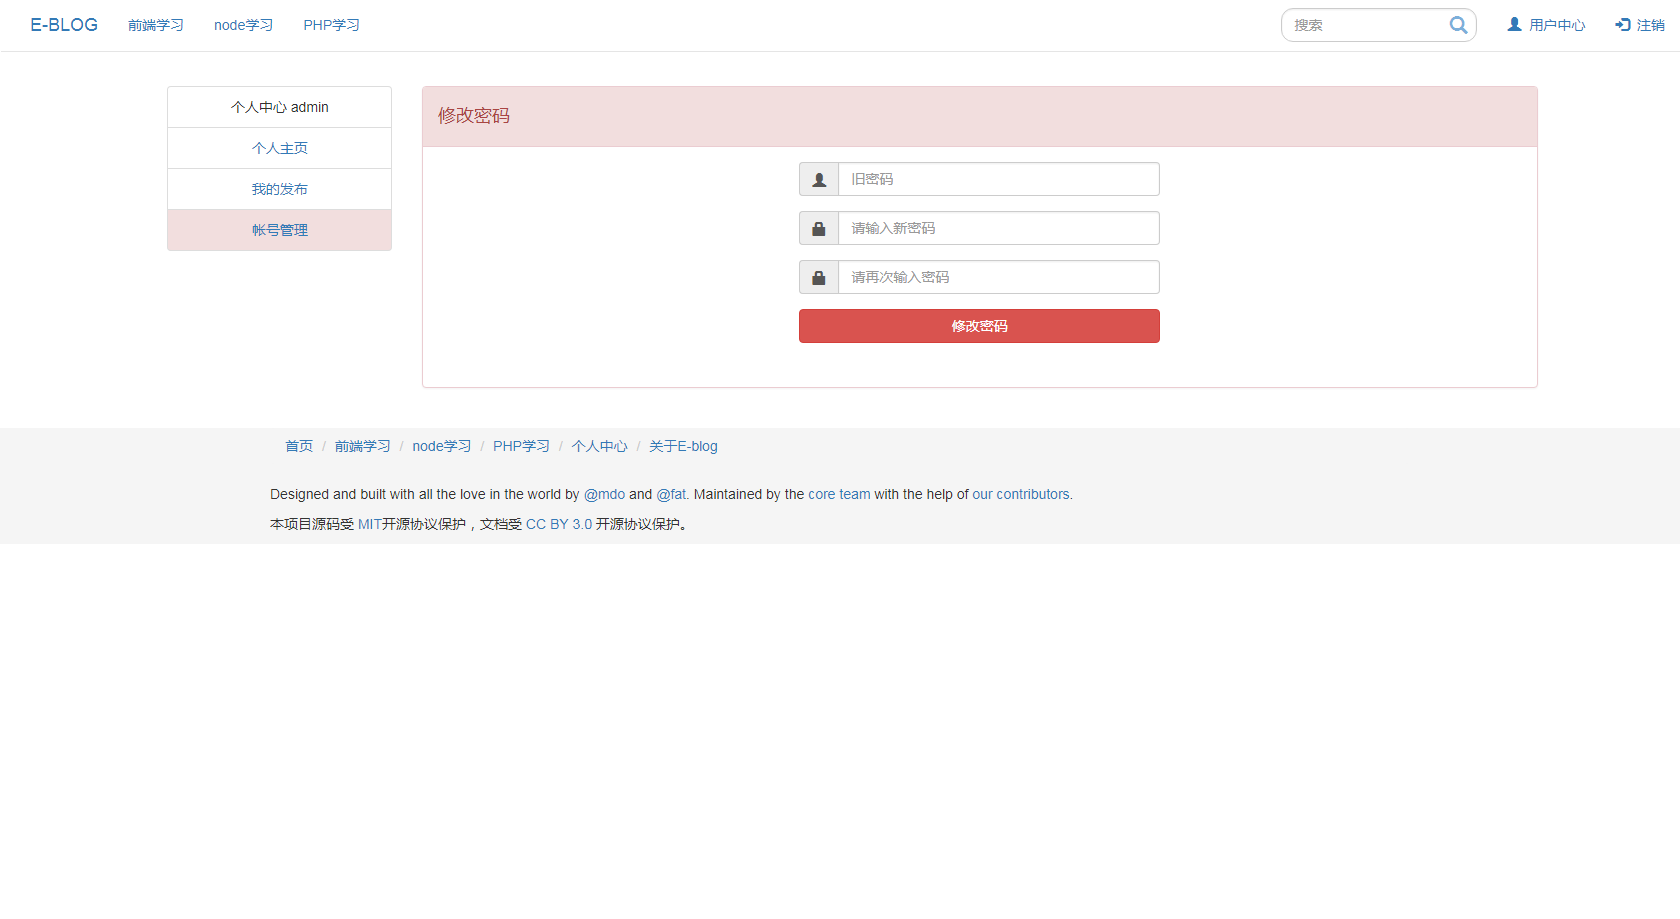 E-BLOG 前端学习 node学习 PHP学习 搜索 用户中心 注销
个人中心 admin
个人主页
我的发布
帐号管理
修改密码
旧密码
请输入新密码
请再次输入密码
修改密码
首页 / 前端学习 / node学习 / PHP学习 / 个人中心 / 关于E-blog
Designed and built with all the love in the world by @mdo and @fat. Maintained by the core team with the help of our contributors.
本项目源码受 MIT开源协议保护，文档受 CC BY 3.0 开源协议保护。